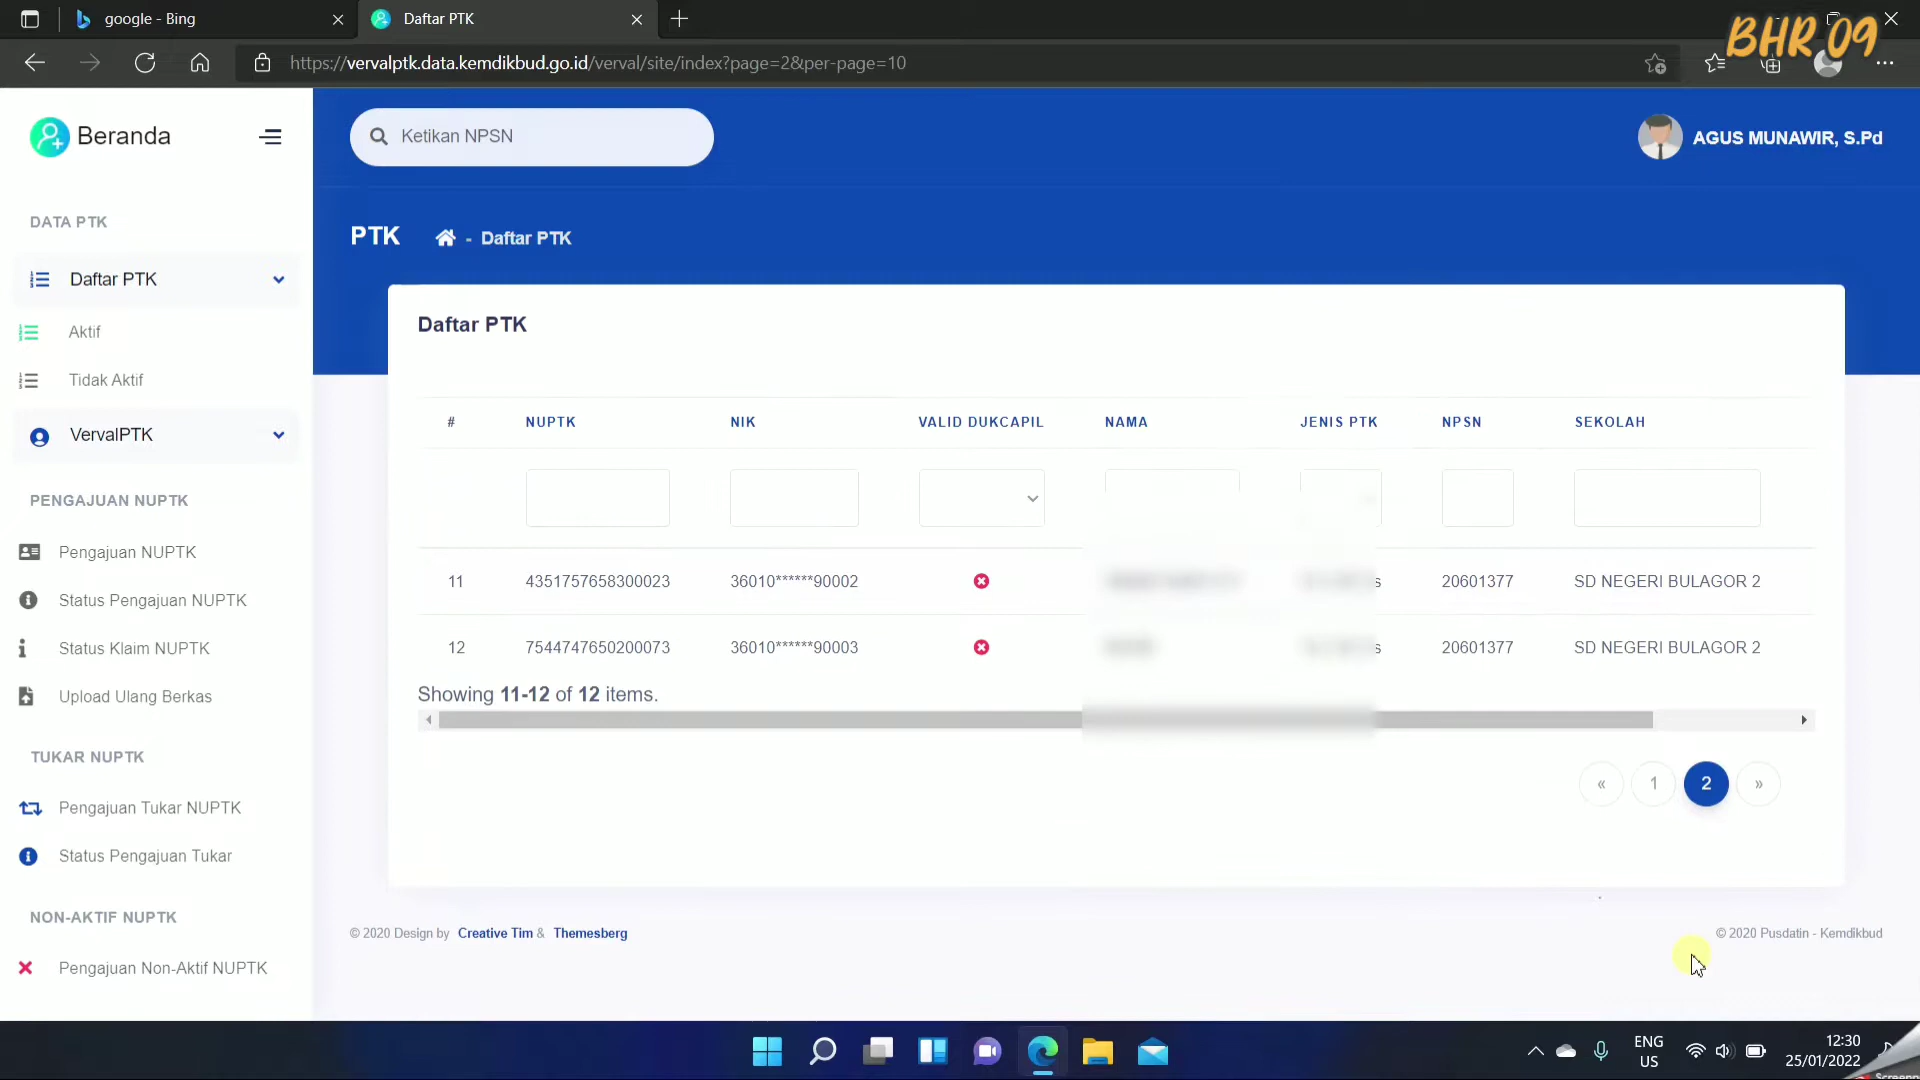 google - Bing
Daftar PTK
BHR 09
https://vervalptk.data.kemdikbud.go.id/verval/site/index?page=2&per-page=10
Beranda
Ketikan NPSN
AGUS MUNAWIR, S.Pd
DATA PTK
PTK
- Daftar PTK
Daftar PTK
Aktif
Tidak Aktif
VervalPTK
PENGAJUAN NUPTK
Pengajuan NUPTK
Status Pengajuan NUPTK
Status Klaim NUPTK
Upload Ulang Berkas
TUKAR NUPTK
Pengajuan Tukar NUPTK
Status Pengajuan Tukar
NON-AKTIF NUPTK
Pengajuan Non-Aktif NUPTK
Daftar PTK
# NUPTK NIK VALID DUKCAPIL NAMA JENIS PTK NPSN SEKOLAH
11 4351757658300023 36010******90002 20601377 SD NEGERI BULAGOR 2
12 7544747650200073 36010******90003 20601377 SD NEGERI BULAGOR 2
Showing 11-12 of 12 items.
« 1 2 »
© 2020 Design by Creative Tim & Themesberg
© 2020 Pusdatin - Kemdikbud
ENG
US
12:30
25/01/2022